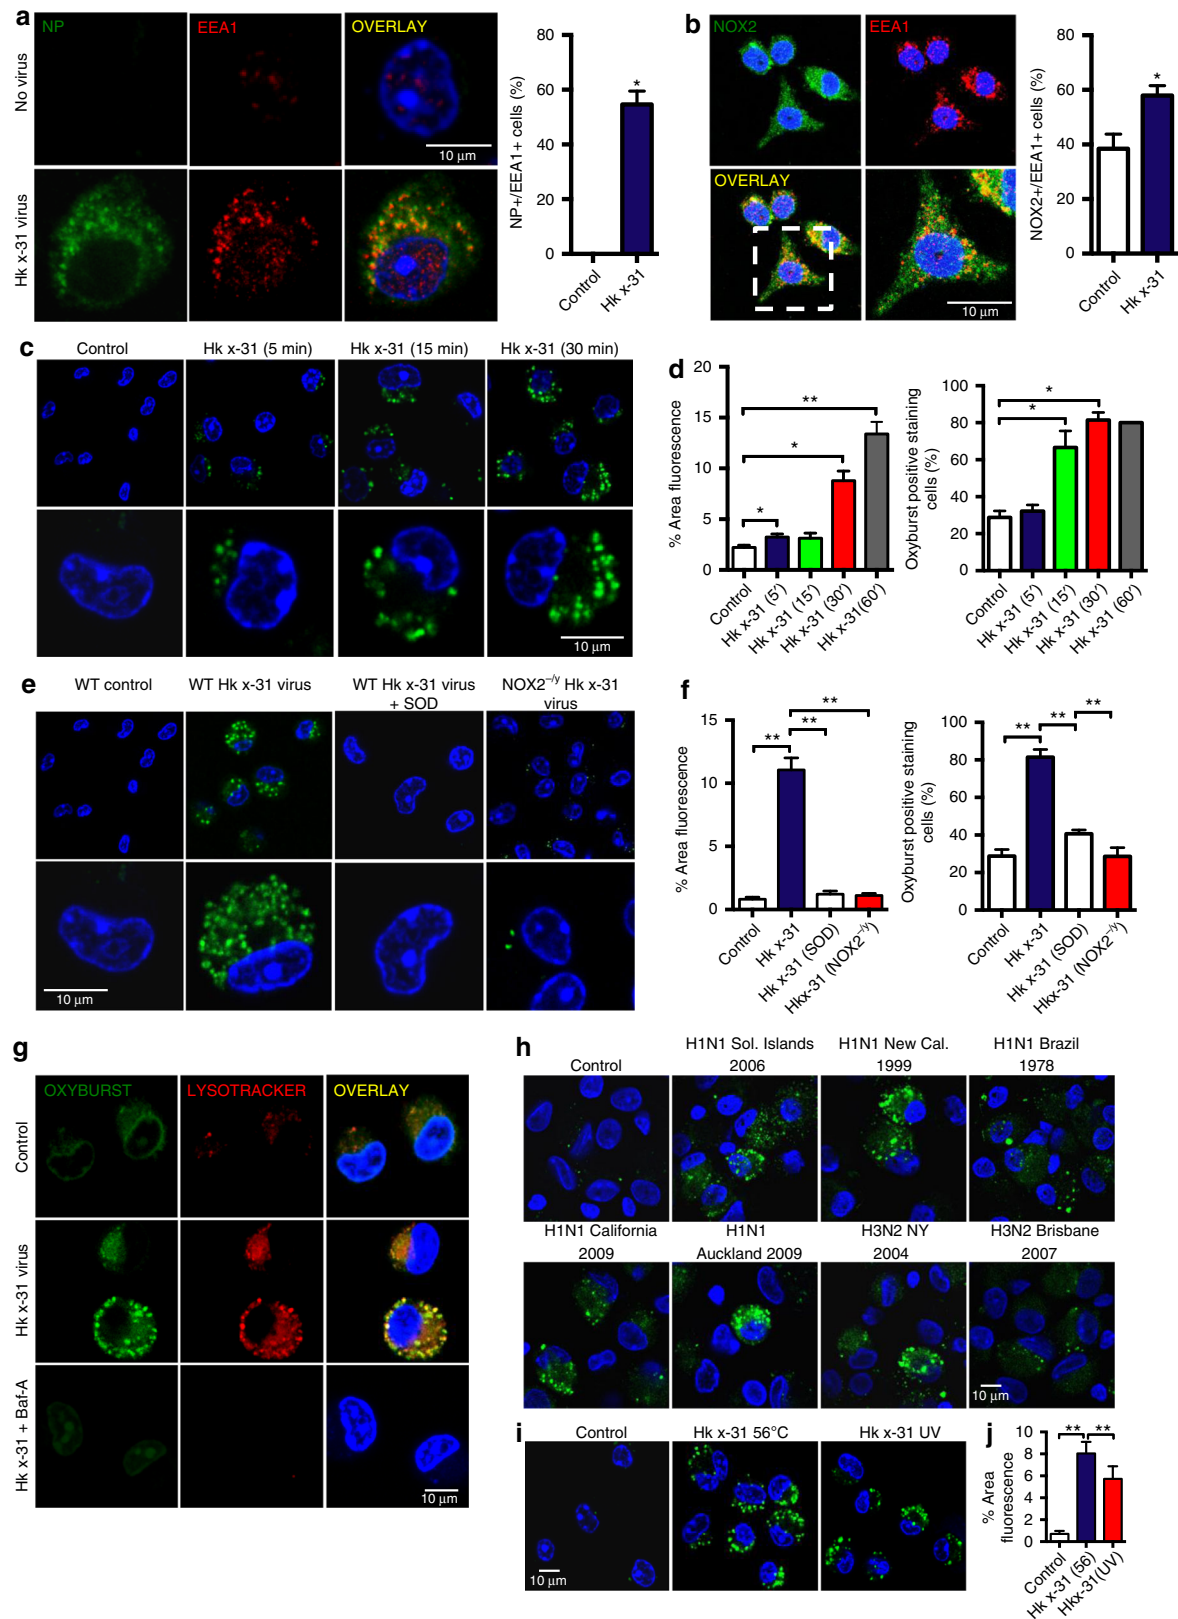 a
NP
EEA1
OVERLAY
No virus
Hk x-31 virus
10 µm
NP+/EEA1+ cells (%)
80
60
40
20
0
*
Control
Hk x-31
b
NOX2
EEA1
OVERLAY
10 µm
NOX2+/EEA1+ cells (%)
80
60
40
20
0
*
Control
Hk x-31
c
Control
Hk x-31 (5 min)
Hk x-31 (15 min)
Hk x-31 (30 min)
10 µm
d
% Area fluorescence
20
15
10
5
0
**
*
*
Control
Hk x-31 (5′)
Hk x-31 (15′)
Hk x-31 (30′)
Hk x-31(60′)
Oxyburst positive staining
cells (%)
100
80
60
40
20
0
*
*
Control
Hk x-31 (5′)
Hk x-31 (15′)
Hk x-31 (30′)
Hk x-31 (60′)
e
WT control
WT Hk x-31 virus
WT Hk x-31 virus
+ SOD
NOX2–/y Hk x-31
virus
10 µm
f
% Area fluorescence
15
10
5
0
**
**
**
Control
Hk x-31
Hk x-31 (SOD)
Hkx-31 (NOX2–/y)
Oxyburst positive staining
cells (%)
100
80
60
40
20
0
**
**
**
Control
Hk x-31
Hk x-31 (SOD)
Hkx-31 (NOX2–/y)
g
OXYBURST
LYSOTRACKER
OVERLAY
Control
Hk x-31 virus
Hk x-31 + Baf-A
10 µm
h
Control
H1N1 Sol. Islands
2006
H1N1 New Cal.
1999
H1N1 Brazil
1978
H1N1 California
2009
H1N1
Auckland 2009
H3N2 NY
2004
H3N2 Brisbane
2007
10 µm
i
Control
Hk x-31 56°C
Hk x-31 UV
10 µm
j
% Area
fluorescence
10
8
6
4
2
0
**
**
Control
Hk x-31 (56)
Hkx-31(UV)